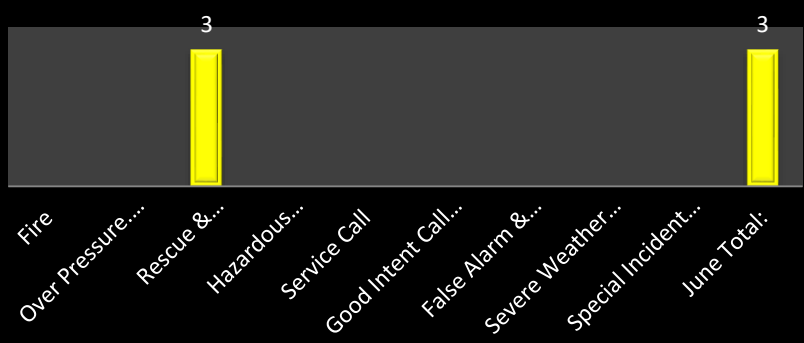 3
3
Fire
Over Pressure....
Rescue &...
Hazardous...
Service Call
Good Intent Call...
False Alarm &...
Severe Weather...
Special Incident...
June Total: